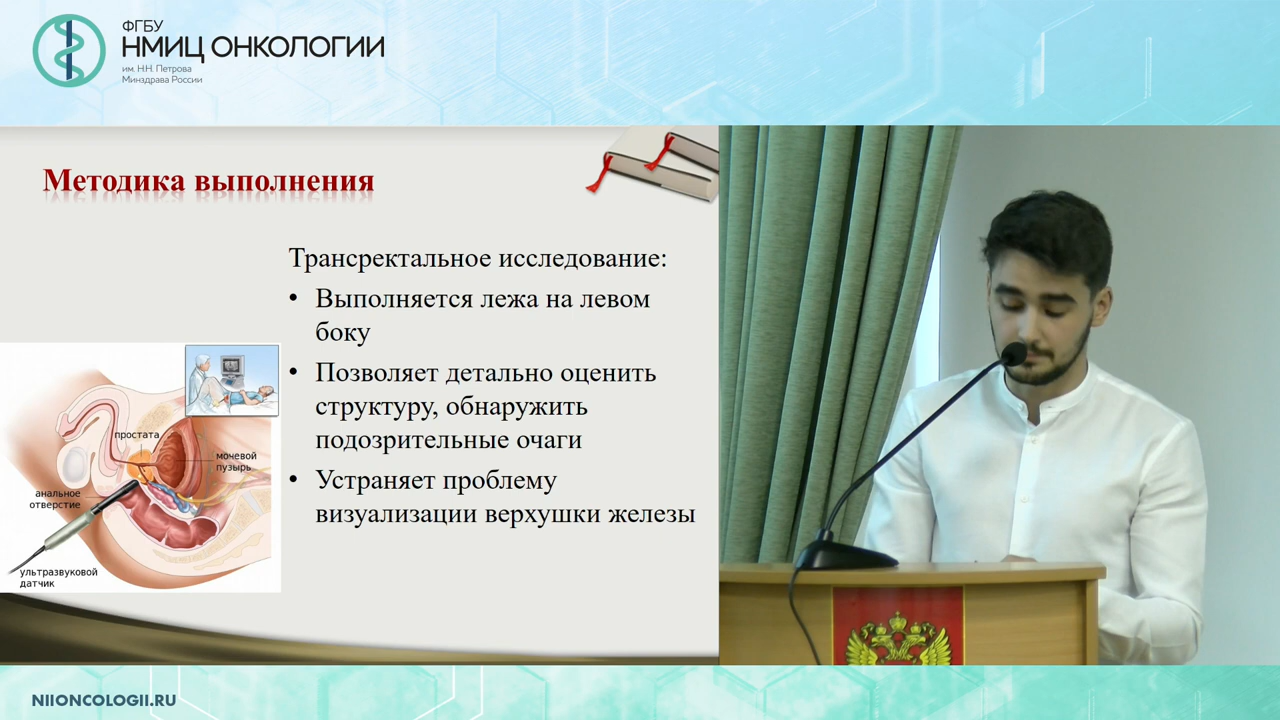 ФГБУ
НМИЦ ОНКОЛОГИИ
им. Н.Н. Петрова
Минздрава России
Методика выполнения
Трансректальное исследование:
• Выполняется лежа на левом
боку
• Позволяет детально оценить
структуру, обнаружить
подозрительные очаги
• Устраняет проблему
визуализации верхушки железы
простата
мочевой
пузырь
анальное
отверстие
ультразвуковой
датчик
NIIONCOLOGII.RU